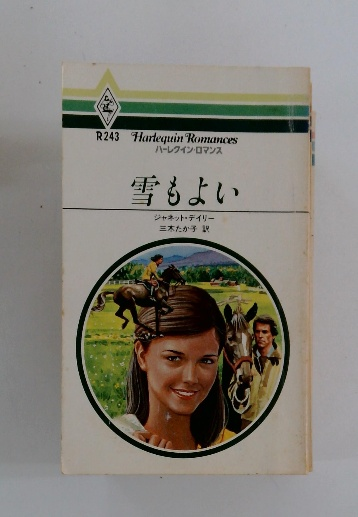 R243 Harlequin Romances
ハーレクイン・ロマンス
雪もよい
ジャネット・デイリー
三木たか子 訳